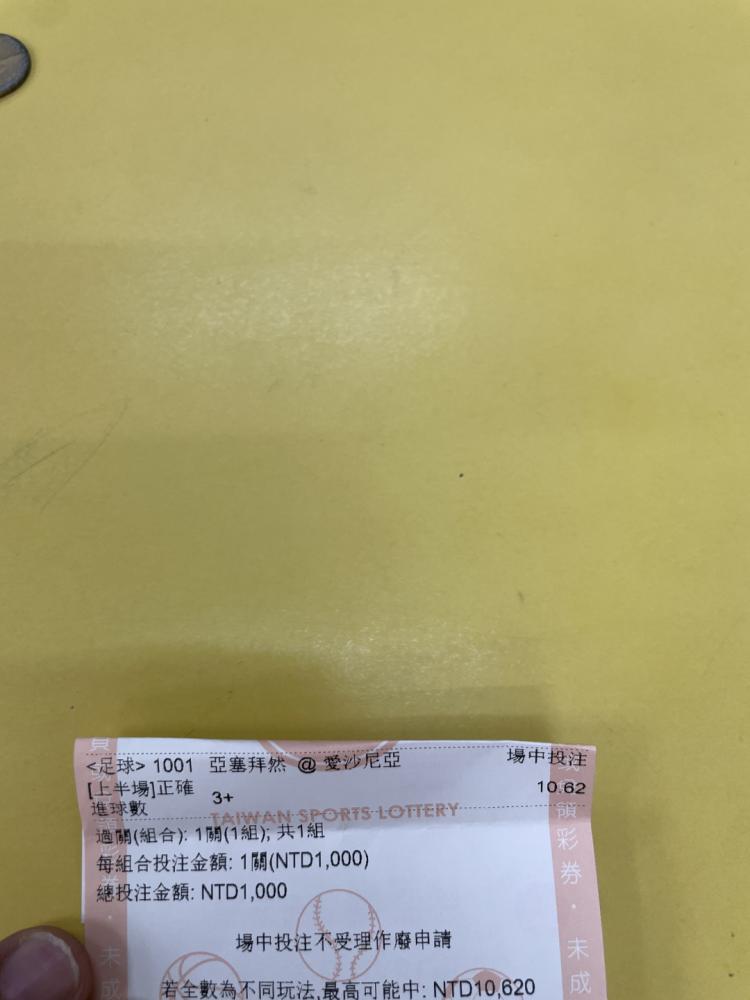 <足球> 1001 亞塞拜然 @ 愛沙尼亞 場中投注
[上半場]正確進球數 3+ 10.62
TAIWAN SPORTS LOTTERY
過關(組合): 1關(1組); 共1組
每組合投注金額: 1關(NTD1,000)
總投注金額: NTD1,000
場中投注不受理作廢申請
若全數為不同玩法,最高可能中: NTD10,620
領彩券・未成
券・未成